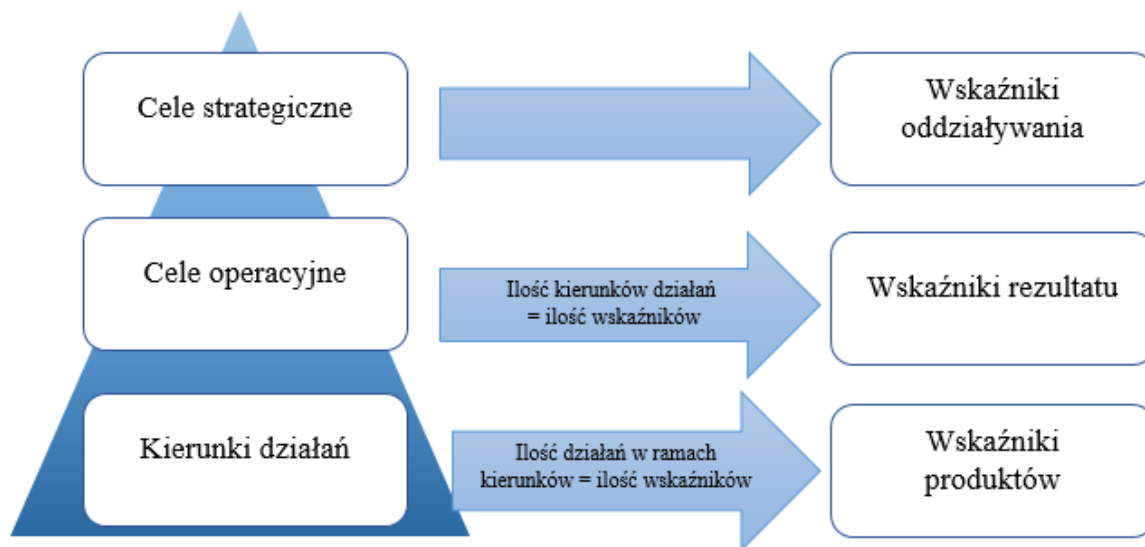 Cele strategiczne
Wskaźniki
oddziaływania
Cele operacyjne
Ilość kierunków działań
= ilość wskaźników
Wskaźniki rezultatu
Kierunki działań
Ilość działań w ramach
kierunków = ilość wskaźników
Wskaźniki
produktów